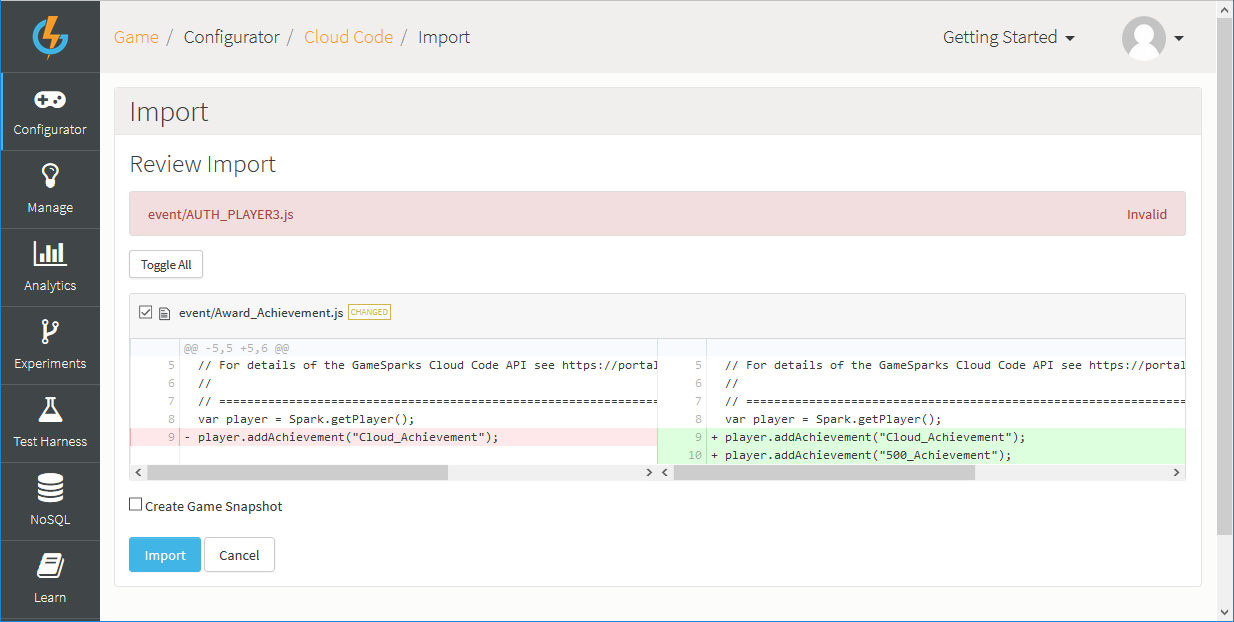 Game / Configurator / Cloud Code / Import
Getting Started
Configurator
Manage
Analytics
Experiments
Test Harness
NoSQL
Learn
Import
Review Import
event/AUTH_PLAYER3.js Invalid
Toggle All
event/Award_Achievement.js CHANGED
@@ -5,5 +5,6 @@
5 // For details of the GameSparks Cloud Code API see https://portal
6 //
7 // ==============================================================
8 var player = Spark.getPlayer();
9 - player.addAchievement("Cloud_Achievement");
5 // For details of the GameSparks Cloud Code API see https://portal
6 //
7 // ==============================================================
8 var player = Spark.getPlayer();
9 + player.addAchievement("Cloud_Achievement");
10 + player.addAchievement("500_Achievement");
Create Game Snapshot
Import
Cancel